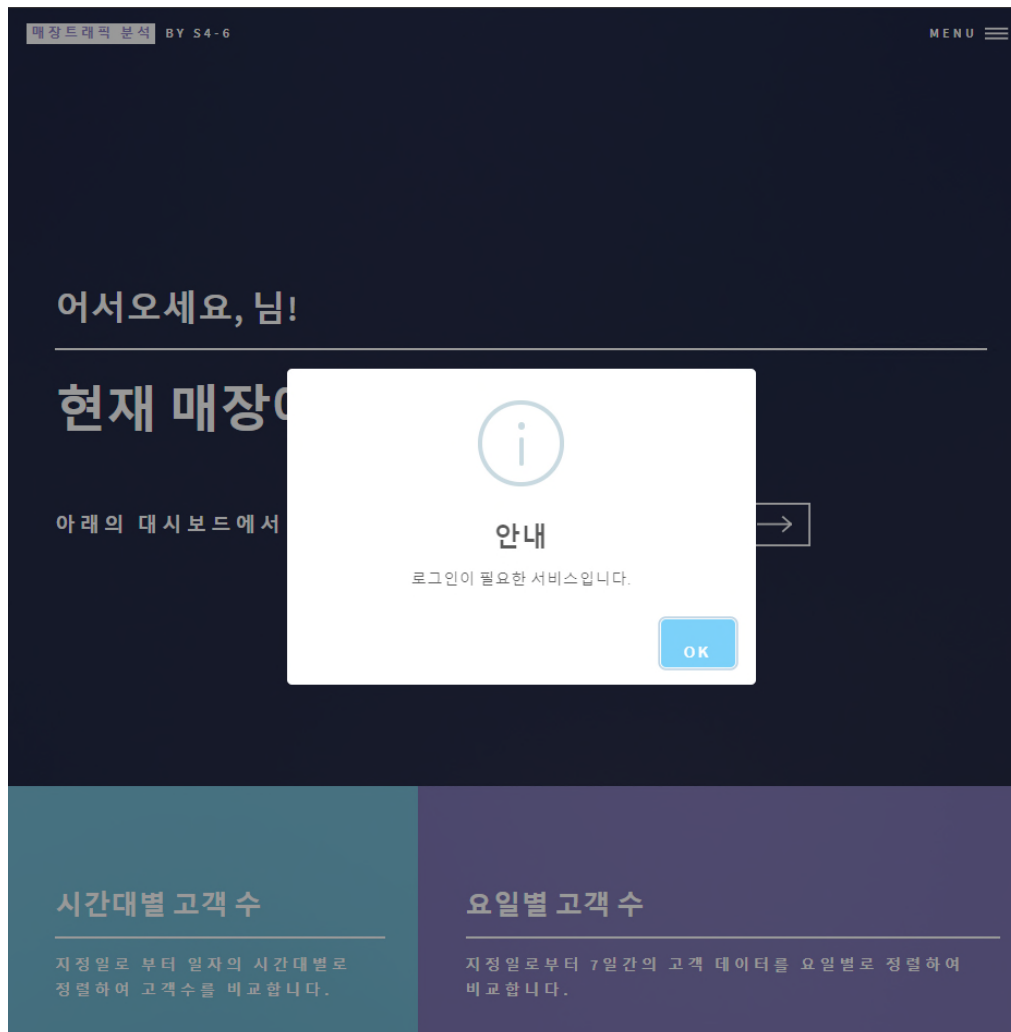 매장트래픽 분석 BY S4-6
MENU
어서오세요, 님!
현재 매장
아래의 대시보드에서
안내
로그인이 필요한 서비스입니다.
OK
시간대별 고객 수
지정일로 부터 일자의 시간대별로
정렬하여 고객수를 비교합니다.
요일별 고객 수
지정일로부터 7일간의 고객 데이터를 요일별로 정렬하여
비교합니다.